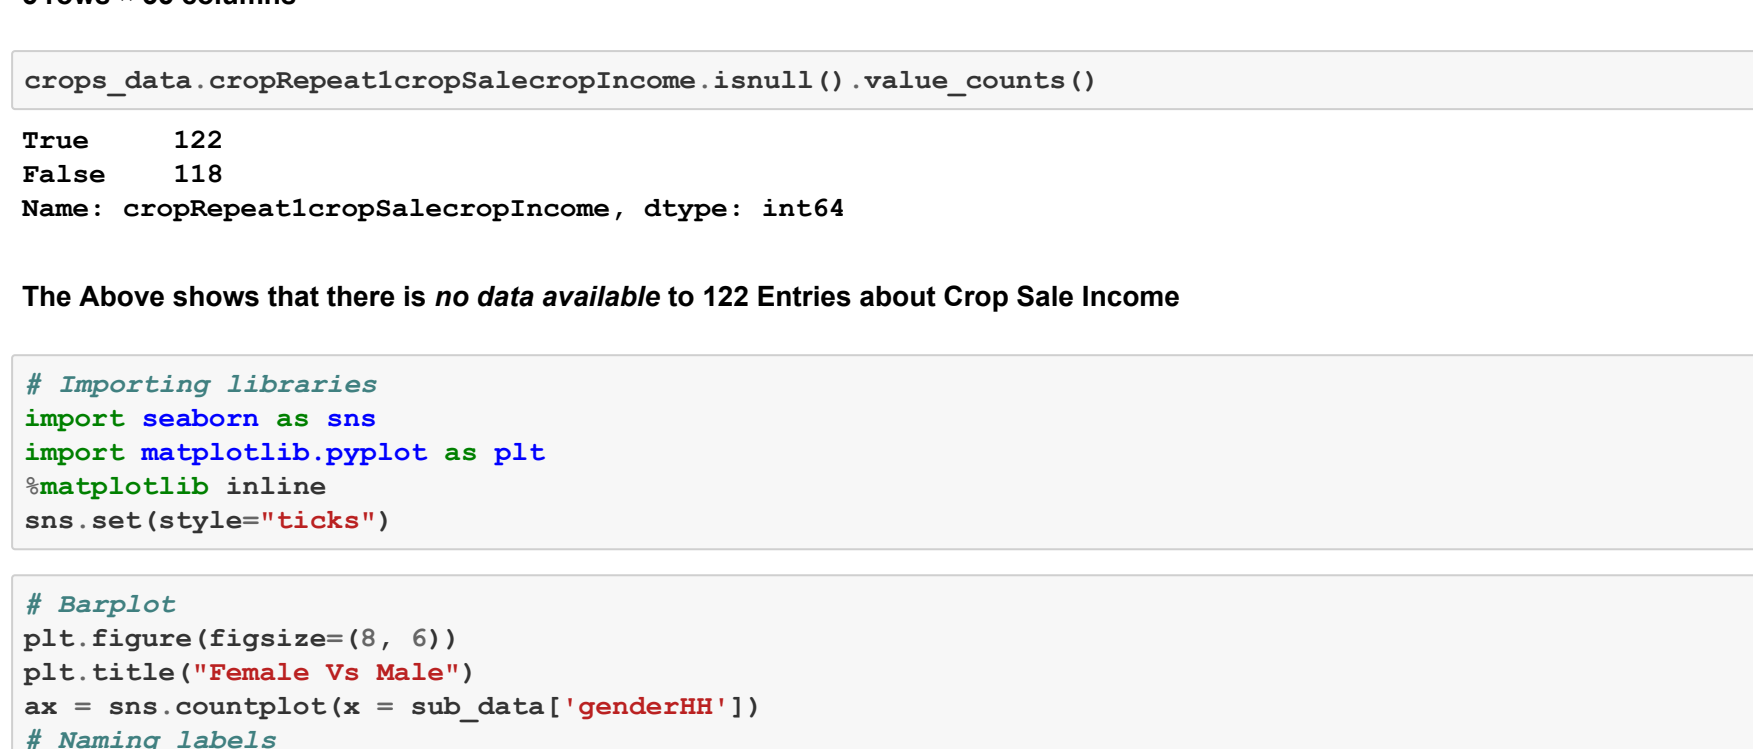 crops_data.cropRepeat1cropSalecropIncome.isnull().value_counts()
True     122
False    118
Name: cropRepeat1cropSalecropIncome, dtype: int64
The Above shows that there is no data available to 122 Entries about Crop Sale Income
# Importing libraries
import seaborn as sns
import matplotlib.pyplot as plt
%matplotlib inline
sns.set(style="ticks")
# Barplot
plt.figure(figsize=(8, 6))
plt.title("Female Vs Male")
ax = sns.countplot(x = sub_data['genderHH'])
# Naming labels